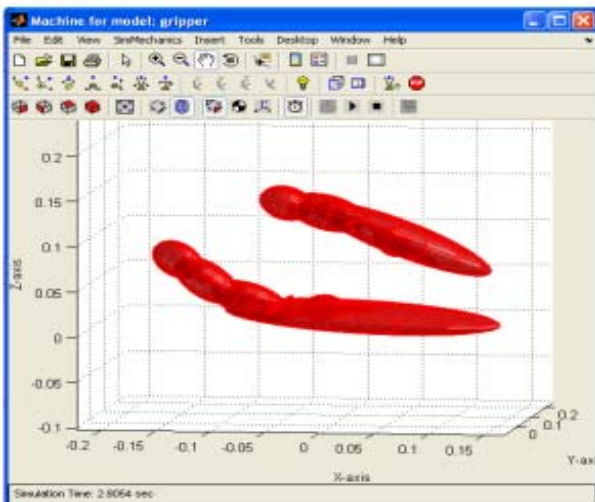 Machine for model: gripper
File Edit View SimMechanics Insert Tools Desktop Window Help
0.2
0.15
0.1
0.05
0
-0.05
-0.1
Z-axis
-0.2 -0.15 -0.1 -0.05 0 0.05 0.1 0.15
X-axis
0 0.1 0.2
Y-ax
Simulation Time: 2.8054 sec